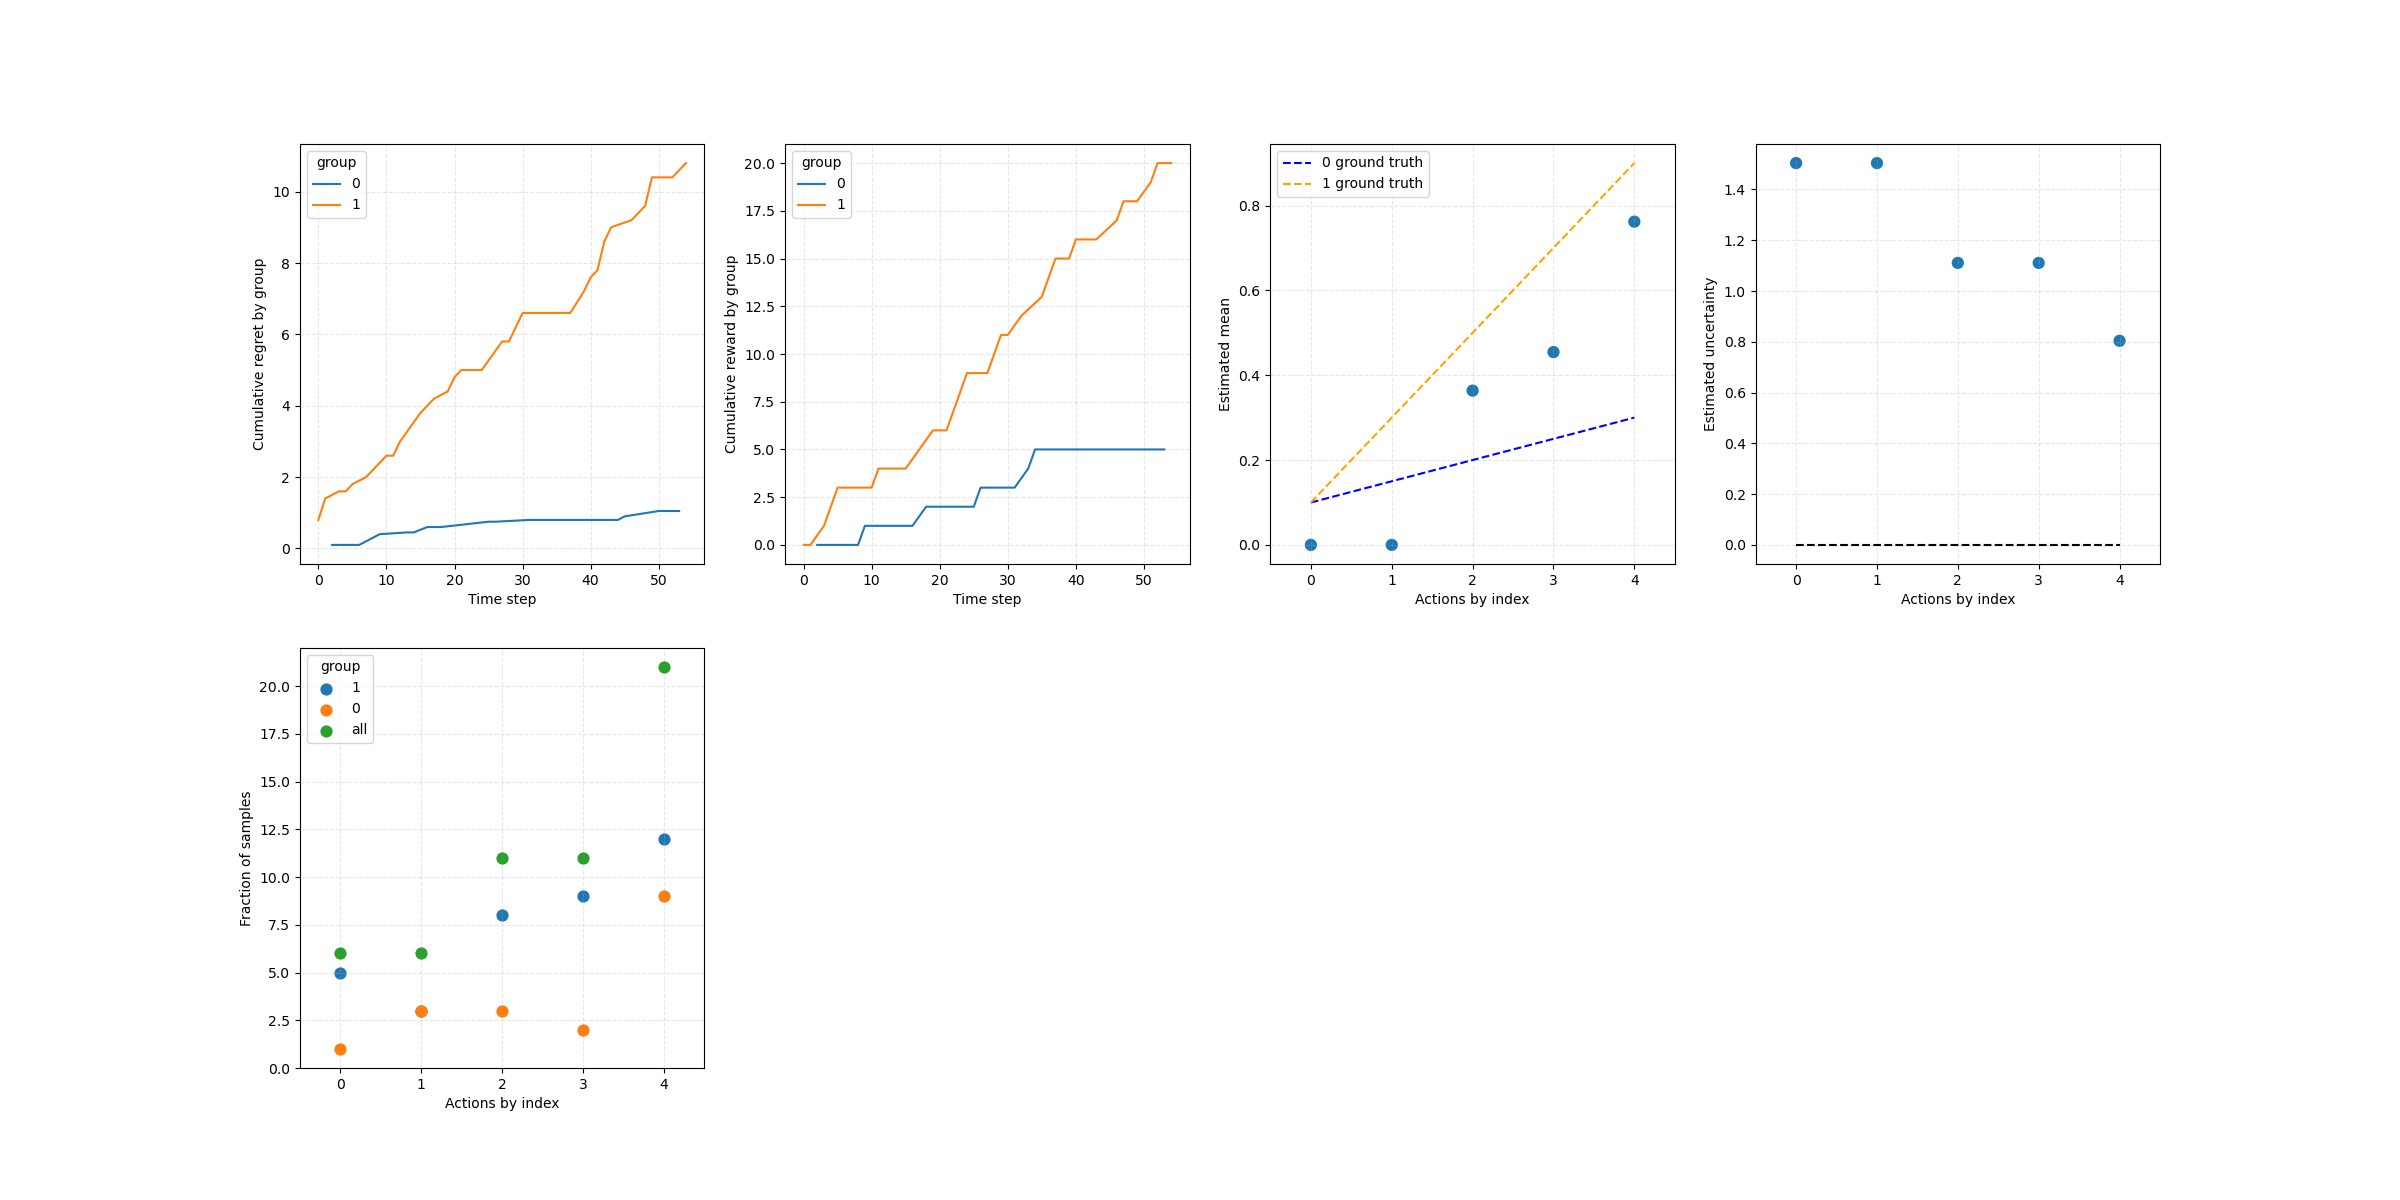 group
0
1
10
8
6
4
2
0
Cumulative regret by group
0 10 20 30 40 50
Time step
group
0
1
20.0
17.5
15.0
12.5
10.0
7.5
5.0
2.5
0.0
Cumulative reward by group
0 10 20 30 40 50
Time step
0 ground truth
1 ground truth
0.8
0.6
0.4
0.2
0.0
Estimated mean
0 1 2 3 4
Actions by index
1.4
1.2
1.0
0.8
0.6
0.4
0.2
0.0
Estimated uncertainty
0 1 2 3 4
Actions by index
group
1
0
all
20.0
17.5
15.0
12.5
10.0
7.5
5.0
2.5
0.0
Fraction of samples
0 1 2 3 4
Actions by index